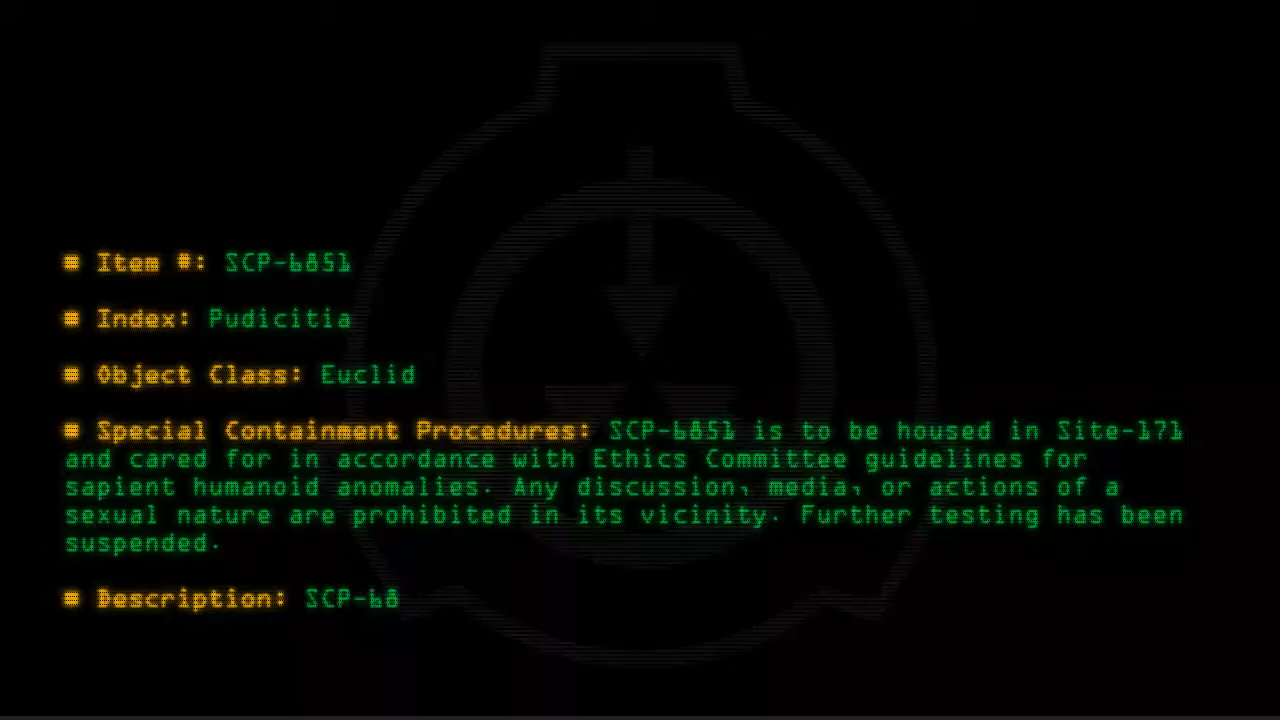 ■ Item #: SCP-6851
■ Index: Pudicitia
■ Object Class: Euclid
■ Special Containment Procedures: SCP-6851 is to be housed in Site-171
and cared for in accordance with Ethics Committee guidelines for
sapient humanoid anomalies. Any discussion, media, or actions of a
sexual nature are prohibited in its vicinity. Further testing has been
suspended.
■ Description: SCP-68